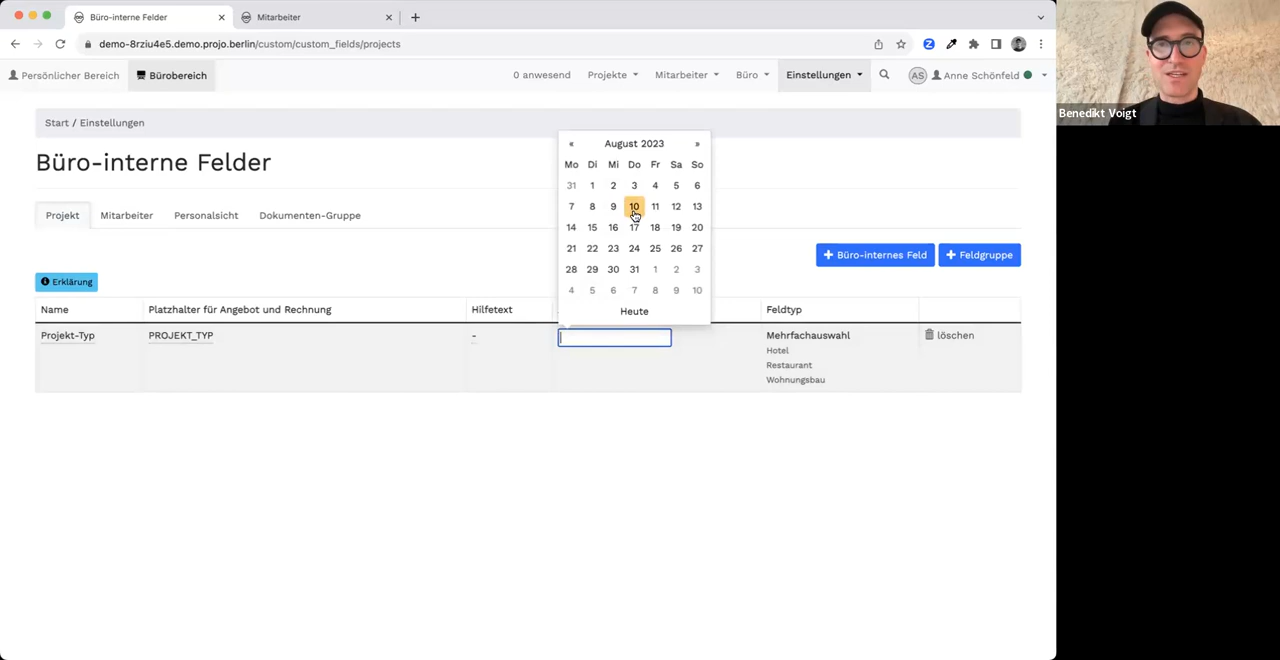 Büro-interne Felder
Mitarbeiter
demo-8rziu4e5.demo.projo.berlin/custom/custom_fields/projects
Persönlicher Bereich Bürobereich 0 anwesend Projekte Mitarbeiter Büro Einstellungen AS Anne Schönfeld
Benedikt Voigt
Start / Einstellungen
Büro-interne Felder
« August 2023 »
Mo Di Mi Do Fr Sa So
31 1 2 3 4 5 6
7 8 9 10 11 12 13
14 15 16 17 18 19 20
21 22 23 24 25 26 27
28 29 30 31 1 2 3
4 5 6 7 8 9 10
Heute
Projekt Mitarbeiter Personalsicht Dokumenten-Gruppe
+ Büro-internes Feld + Feldgruppe
Erklärung
Name Platzhalter für Angebot und Rechnung Hilfetext Feldtyp
Projekt-Typ PROJEKT_TYP - Mehrfachauswahl löschen
Hotel
Restaurant
Wohnungsbau